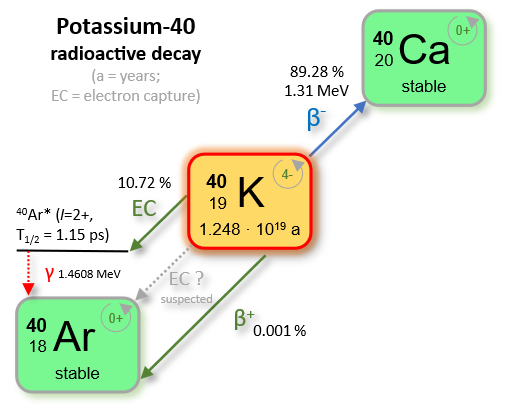 Potassium-40
radioactive decay
(a = years;
EC = electron capture)
40
20
Ca
0+
stable
89.28 %
1.31 MeV
β⁻
40
19
K
4-
1.248 · 10¹⁹ a
10.72 %
EC
⁴⁰Ar* (I=2+,
T₁/₂ = 1.15 ps)
γ 1.4608 MeV
EC ?
suspected
β⁺
0.001 %
40
18
Ar
0+
stable